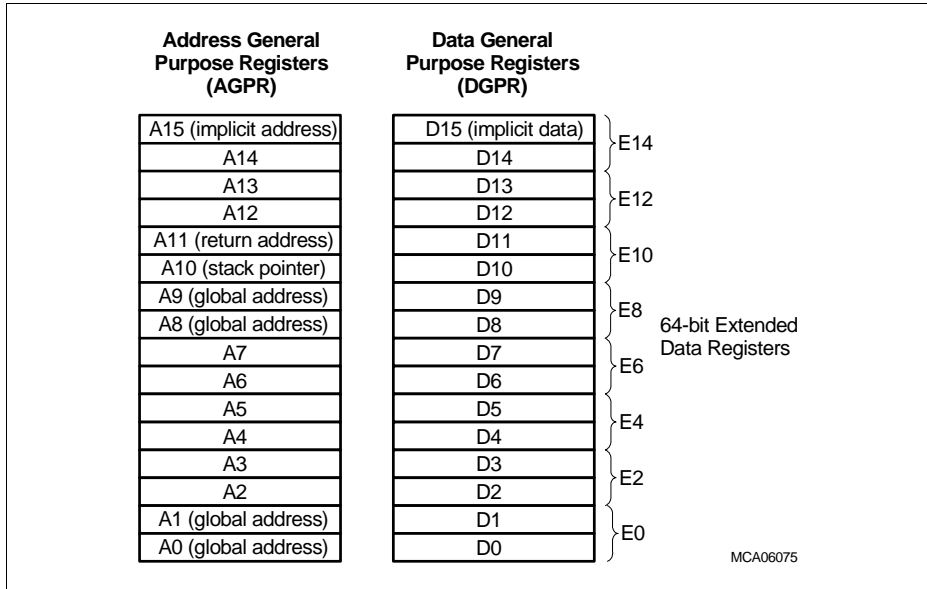 Address General
Purpose Registers
(AGPR)
Data General
Purpose Registers
(DGPR)
A15 (implicit address)
D15 (implicit data)
E14
A14
D14
A13
D13
E12
A12
D12
A11 (return address)
D11
E10
A10 (stack pointer)
D10
A9 (global address)
D9
E8
A8 (global address)
D8
64-bit Extended
Data Registers
A7
D7
E6
A6
D6
A5
D5
E4
A4
D4
A3
D3
E2
A2
D2
A1 (global address)
D1
E0
A0 (global address)
D0
MCA06075